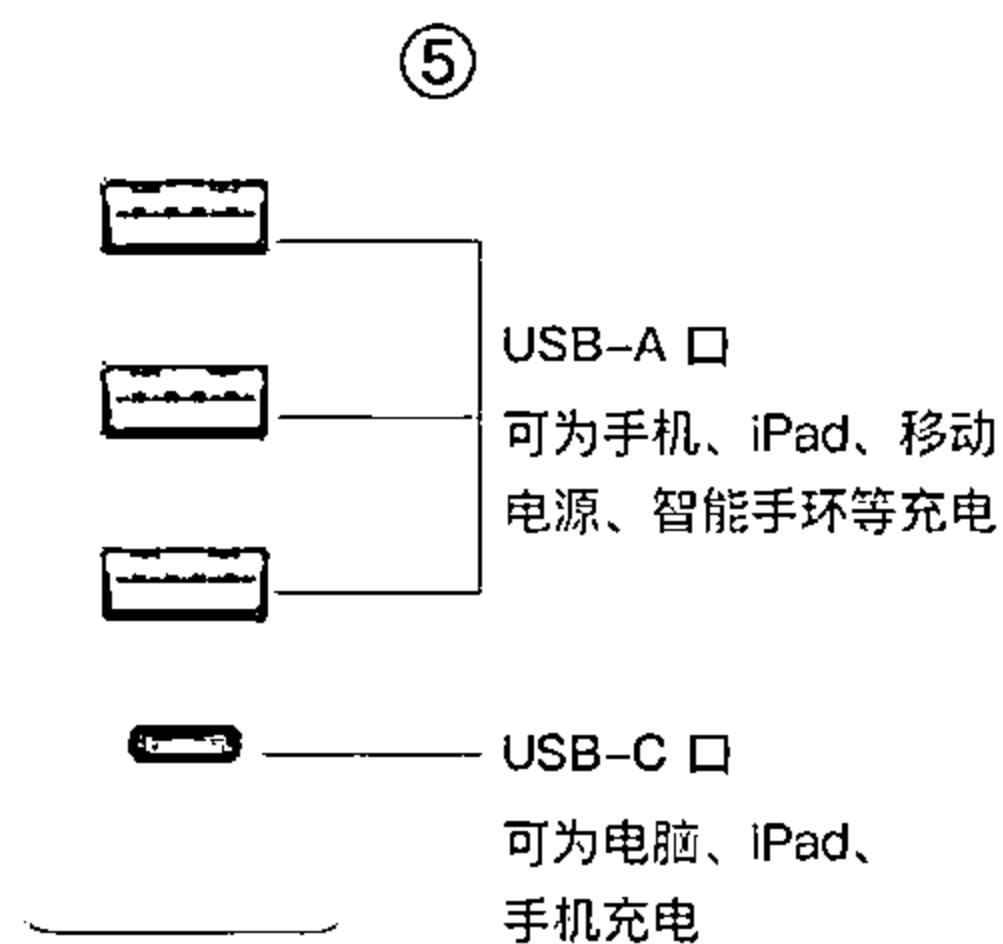 ⑤
USB-A 口
可为手机、iPad、移动
电源、智能手环等充电
USB-C 口
可为电脑、iPad、
手机充电